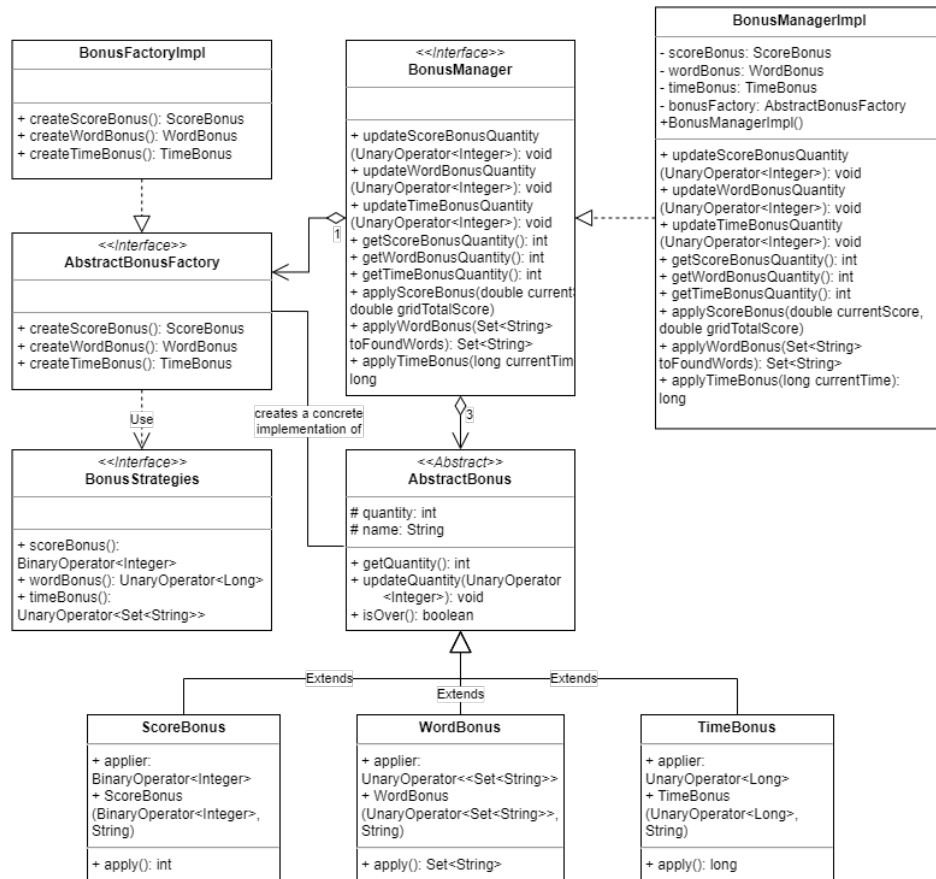 BonusFactoryImpl
+ createScoreBonus(): ScoreBonus
+ createWordBonus(): WordBonus
+ createTimeBonus(): TimeBonus
<<Interface>>
BonusManager
+ updateScoreBonusQuantity
(UnaryOperator<Integer>): void
+ updateWordBonusQuantity
(UnaryOperator<Integer>): void
+ updateTimeBonusQuantity
(UnaryOperator<Integer>): void
+ getScoreBonusQuantity(): int
+ getWordBonusQuantity(): int
+ getTimeBonusQuantity(): int
+ applyScoreBonus(double current
double gridTotalScore)
+ applyWordBonus(Set<String>
toFoundWords): Set<String>
+ applyTimeBonus(long currentTim
long
BonusManagerImpl
- scoreBonus: ScoreBonus
- wordBonus: WordBonus
- timeBonus: TimeBonus
- bonusFactory: AbstractBonusFactory
+BonusManagerImpl()
+ updateScoreBonusQuantity
(UnaryOperator<Integer>): void
+ updateWordBonusQuantity
(UnaryOperator<Integer>): void
+ updateTimeBonusQuantity
(UnaryOperator<Integer>): void
+ getScoreBonusQuantity(): int
+ getWordBonusQuantity(): int
+ getTimeBonusQuantity(): int
+ applyScoreBonus(double currentScore,
double gridTotalScore)
+ applyWordBonus(Set<String>
toFoundWords): Set<String>
+ applyTimeBonus(long currentTime):
long
1
<<Interface>>
AbstractBonusFactory
+ createScoreBonus(): ScoreBonus
+ createWordBonus(): WordBonus
+ createTimeBonus(): TimeBonus
Use
creates a concrete
implementation of
3
<<Interface>>
BonusStrategies
+ scoreBonus():
BinaryOperator<Integer>
+ wordBonus(): UnaryOperator<Long>
+ timeBonus():
UnaryOperator<Set<String>>
<<Abstract>>
AbstractBonus
# quantity: int
# name: String
+ getQuantity(): int
+ updateQuantity(UnaryOperator
<Integer>): void
+ isOver(): boolean
Extends
Extends
Extends
ScoreBonus
+ applier:
BinaryOperator<Integer>
+ ScoreBonus
(BinaryOperator<Integer>,
String)
+ apply(): int
WordBonus
+ applier:
UnaryOperator<<Set<String>>
+ WordBonus
(UnaryOperator<Set<String>>,
String)
+ apply(): Set<String>
TimeBonus
+ applier:
UnaryOperator<Long>
+ TimeBonus
(UnaryOperator<Long>,
String)
+ apply(): long